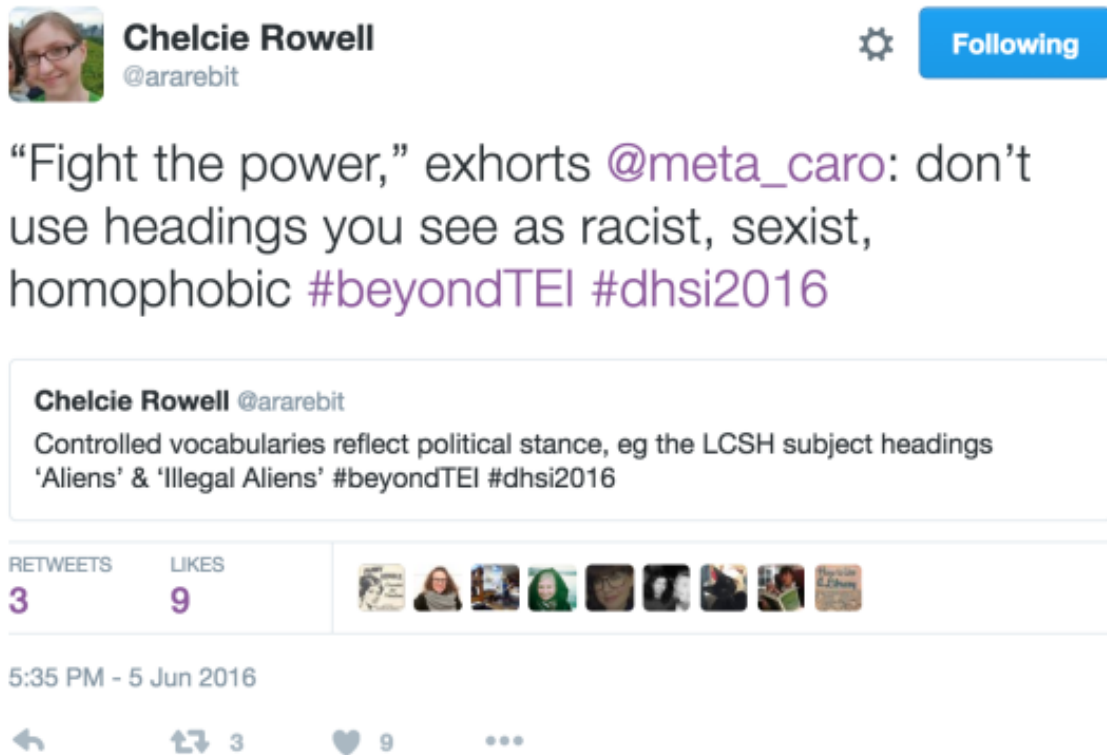 Chelcie Rowell
@ararebit
Following
“Fight the power,” exhorts @meta_caro: don’t
use headings you see as racist, sexist,
homophobic #beyondTEI #dhsi2016
Chelcie Rowell @ararebit
Controlled vocabularies reflect political stance, eg the LCSH subject headings
‘Aliens’ & ‘Illegal Aliens’ #beyondTEI #dhsi2016
RETWEETS LIKES
3 9
5:35 PM - 5 Jun 2016
3 9